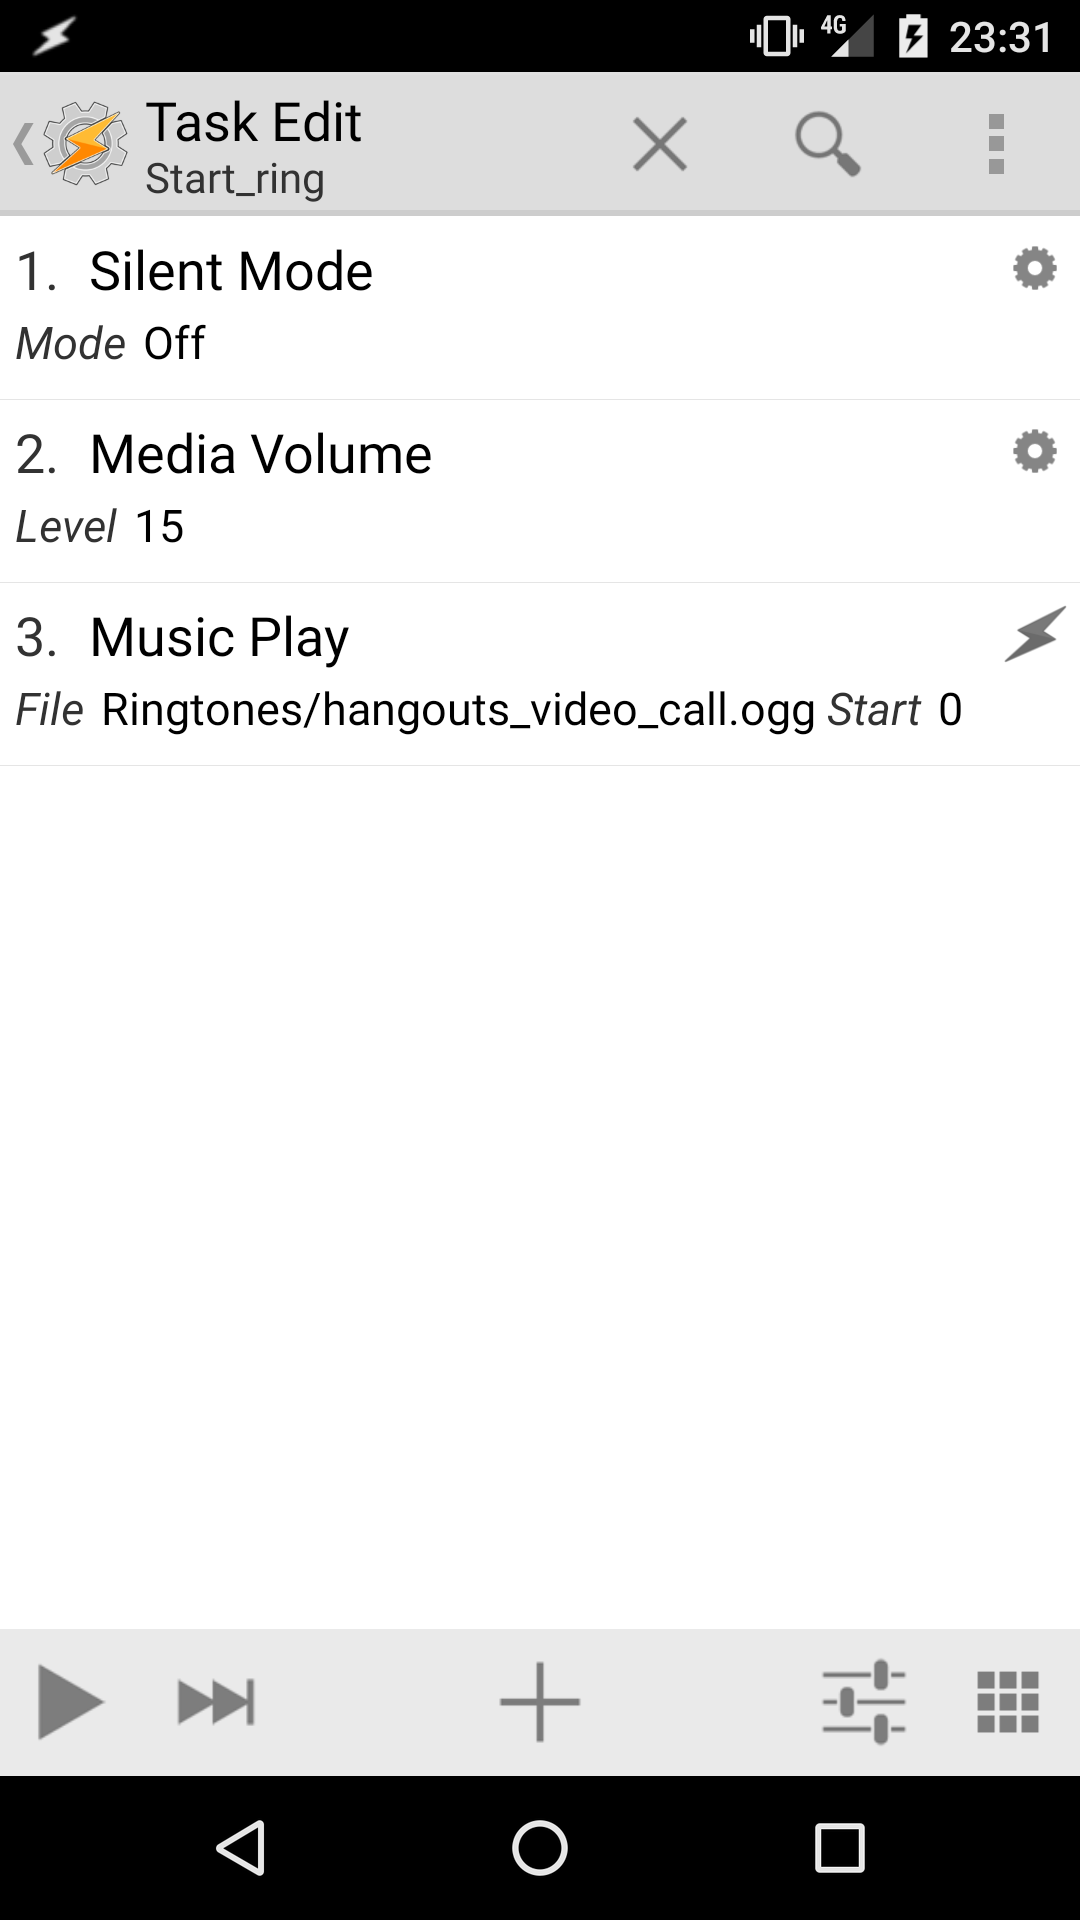 4G 23:31
Task Edit
Start_ring
1. Silent Mode
Mode Off
2. Media Volume
Level 15
3. Music Play
File Ringtones/hangouts_video_call.ogg Start 0